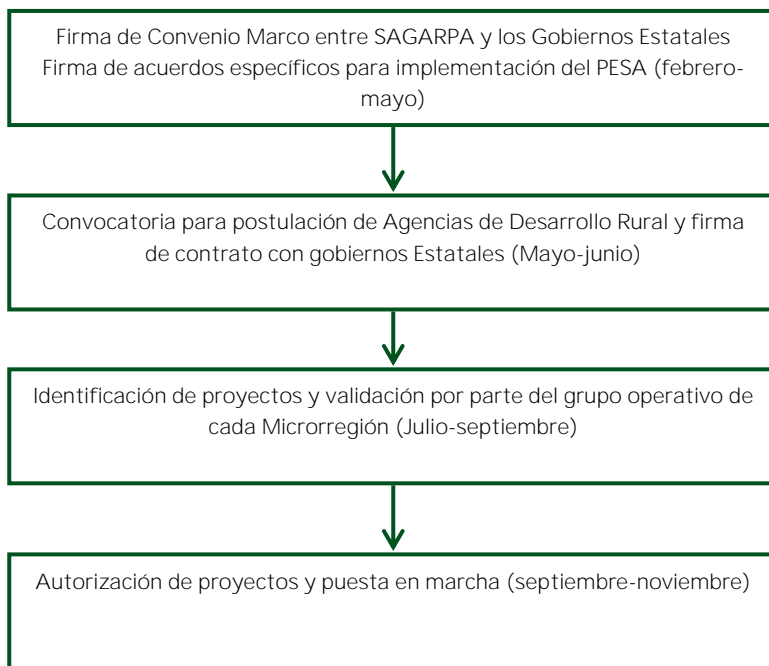 Firma de Convenio Marco entre SAGARPA y los Gobiernos Estatales
Firma de acuerdos específicos para implementación del PESA (febrero-
mayo)
Convocatoria para postulación de Agencias de Desarrollo Rural y firma
de contrato con gobiernos Estatales (Mayo-junio)
Identificación de proyectos y validación por parte del grupo operativo de
cada Microrregión (Julio-septiembre)
Autorización de proyectos y puesta en marcha (septiembre-noviembre)